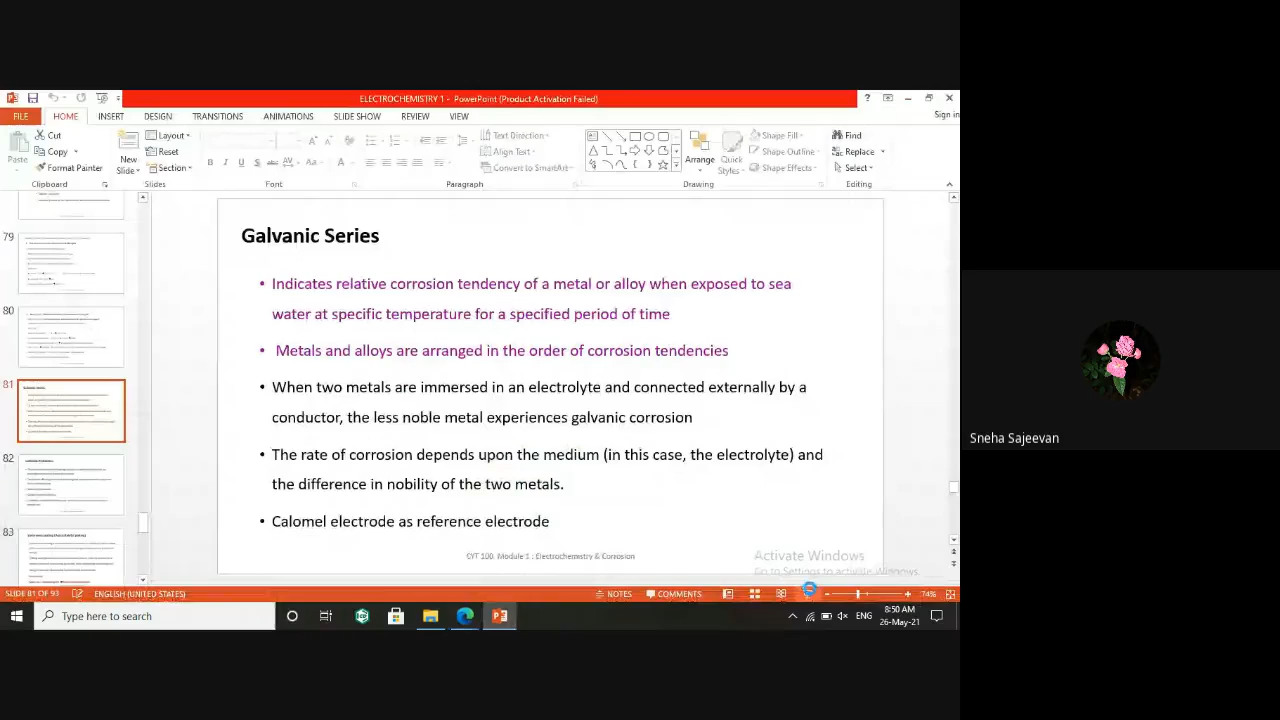 ELECTROCHEMISTRY 1 - PowerPoint (Product Activation Failed)
FILE HOME INSERT DESIGN TRANSITIONS ANIMATIONS SLIDE SHOW REVIEW VIEW Sign in
Paste
Cut
Copy
Format Painter
Clipboard
New Slide
Layout
Reset
Section
Slides
Font
Text Direction
Align Text
Convert to SmartArt
Paragraph
Arrange
Quick Styles
Shape Fill
Shape Outline
Shape Effects
Drawing
Find
Replace
Select
Editing
79
80
81
82
83
Galvanic Series
• Indicates relative corrosion tendency of a metal or alloy when exposed to sea
water at specific temperature for a specified period of time
• Metals and alloys are arranged in the order of corrosion tendencies
• When two metals are immersed in an electrolyte and connected externally by a
conductor, the less noble metal experiences galvanic corrosion
• The rate of corrosion depends upon the medium (in this case, the electrolyte) and
the difference in nobility of the two metals.
• Calomel electrode as reference electrode
CYT 100. Module 1 : Electrochemistry & Corrosion
Activate Windows
Go to Settings to activate Windows.
SLIDE 81 OF 93 ENGLISH (UNITED STATES) NOTES COMMENTS 74%
Type here to search
ENG
8:50 AM
26-May-21
Sneha Sajeevan